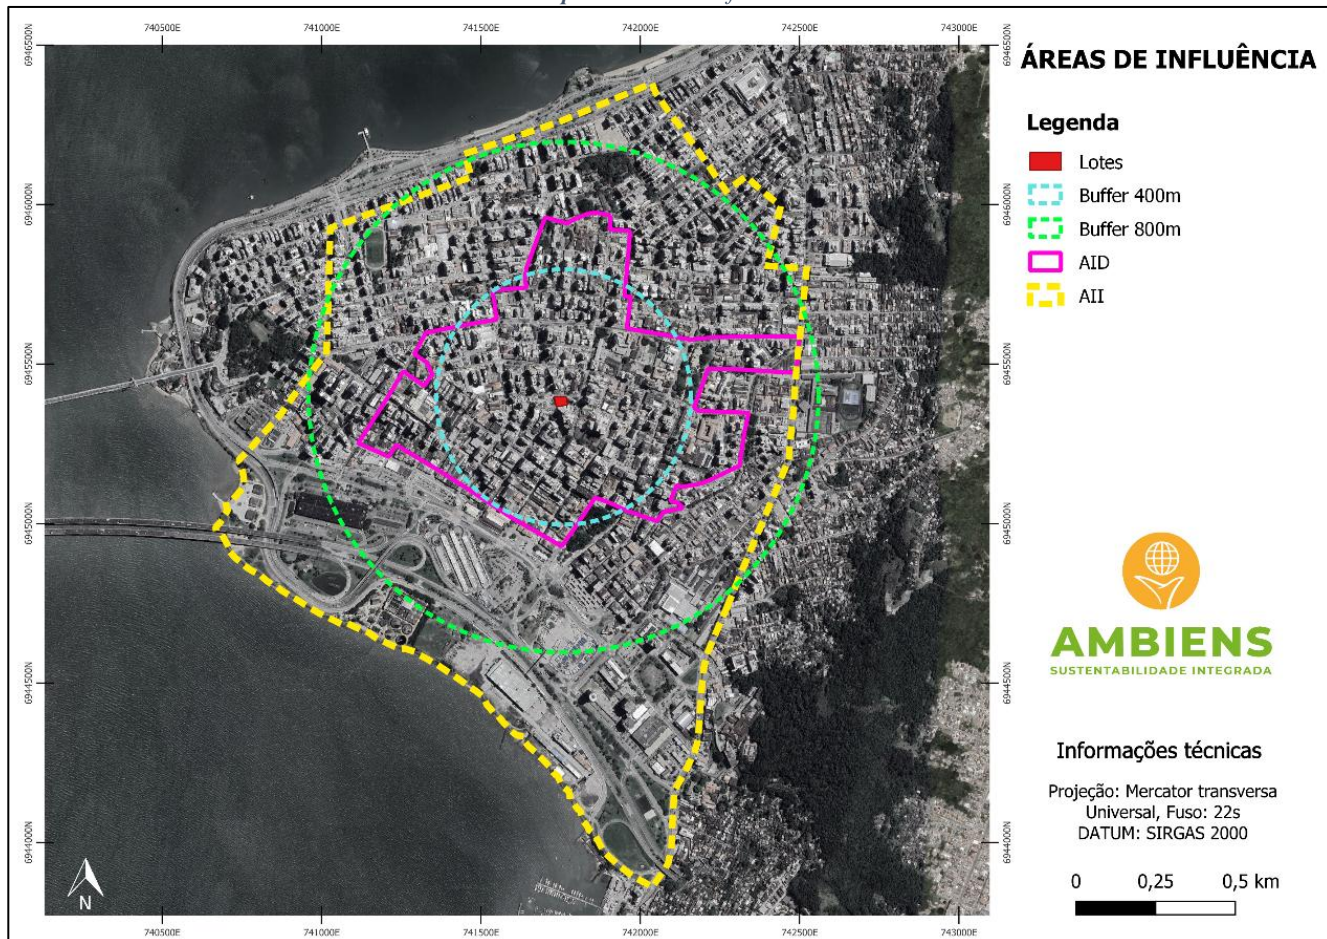 740500E 741000E 741500E 742000E 742500E 743000E
6946500N 6946500N
6946000N 6946000N
6945500N 6945500N
6945000N 6945000N
6944500N 6944500N
6944000N 6944000N
N
740500E 741000E 741500E 742000E 742500E 743000E
ÁREAS DE INFLUÊNCIA
Legenda
Lotes
Buffer 400m
Buffer 800m
AID
AII
AMBIENS
SUSTENTABILIDADE INTEGRADA
Informações técnicas
Projeção: Mercator transversa
Universal, Fuso: 22s
DATUM: SIRGAS 2000
0 0,25 0,5 km